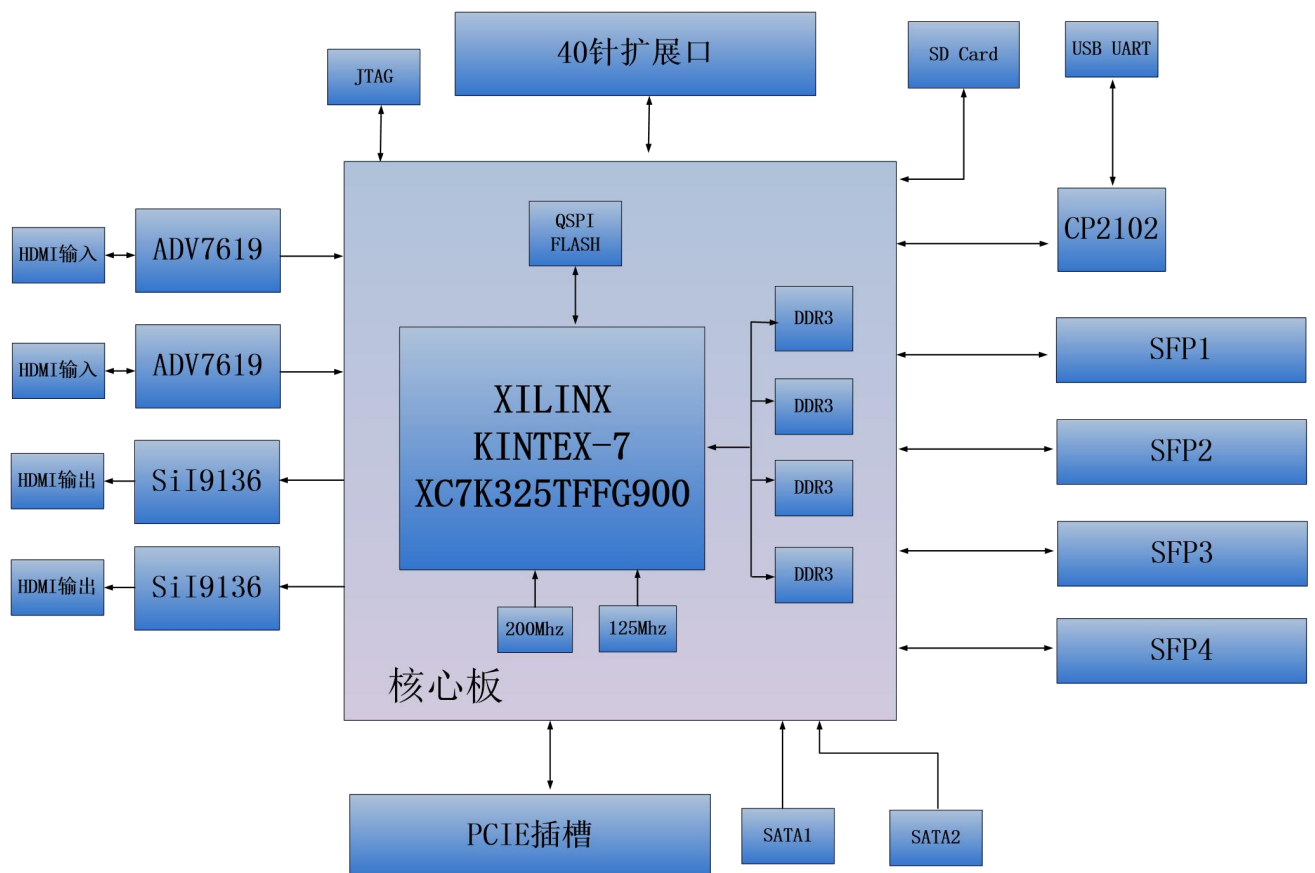 40针扩展口
JTAG
SD Card
USB UART
QSPI
FLASH
CP2102
HDMI输入
ADV7619
HDMI输入
ADV7619
HDMI输出
SiI9136
HDMI输出
SiI9136
XILINX
KINTEX-7
XC7K325TFFG900
DDR3
DDR3
DDR3
DDR3
SFP1
SFP2
SFP3
SFP4
200Mhz
125Mhz
核心板
PCIE插槽
SATA1
SATA2